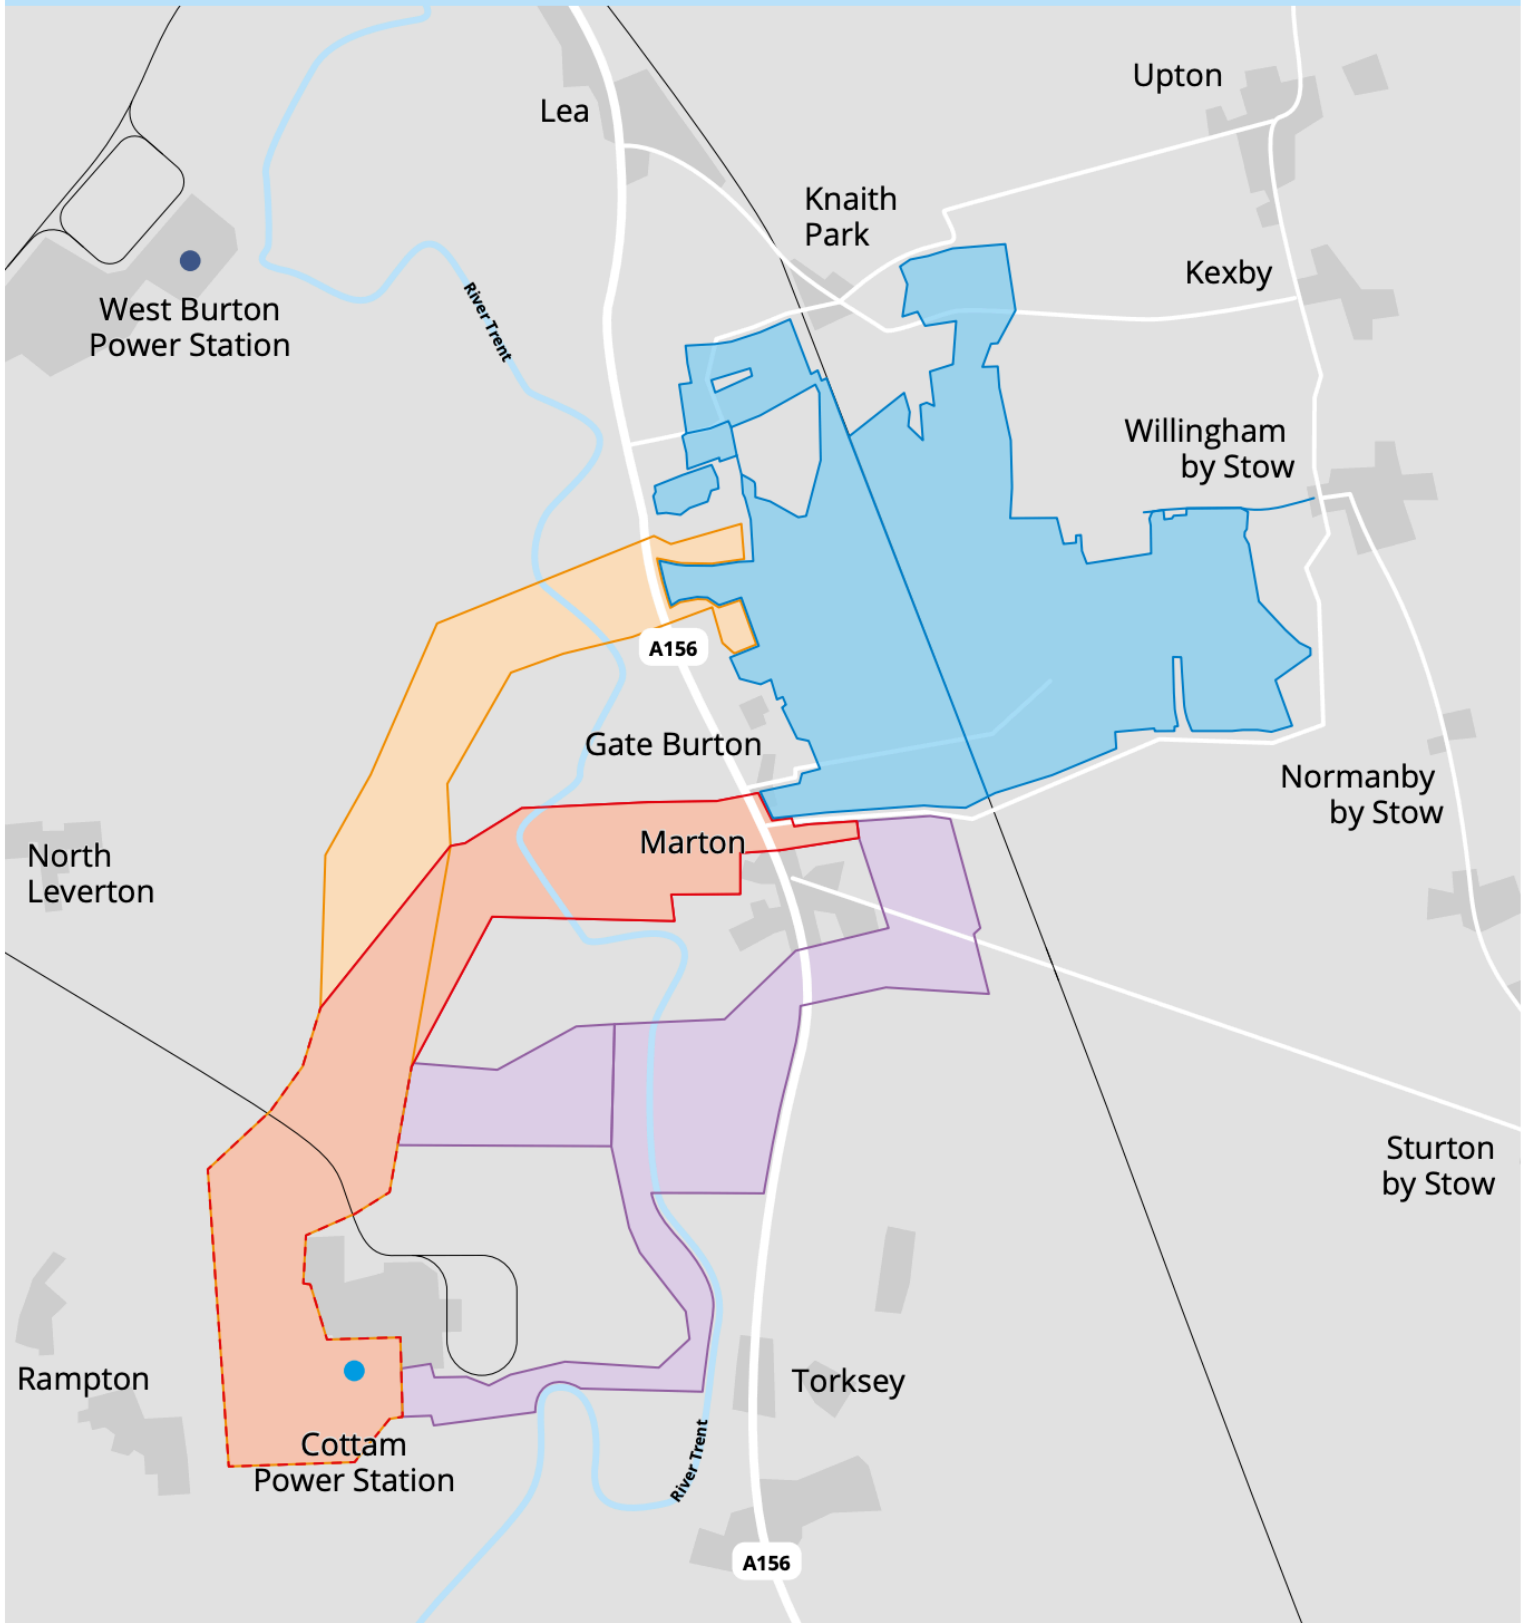 Upton
Lea
Knaith
Park
Kexby
West Burton
Power Station
River Trent
Willingham
by Stow
A156
Gate Burton
Normanby
by Stow
Marton
North
Leverton
Sturton
by Stow
Rampton
Torksey
Cottam
Power Station
River Trent
A156